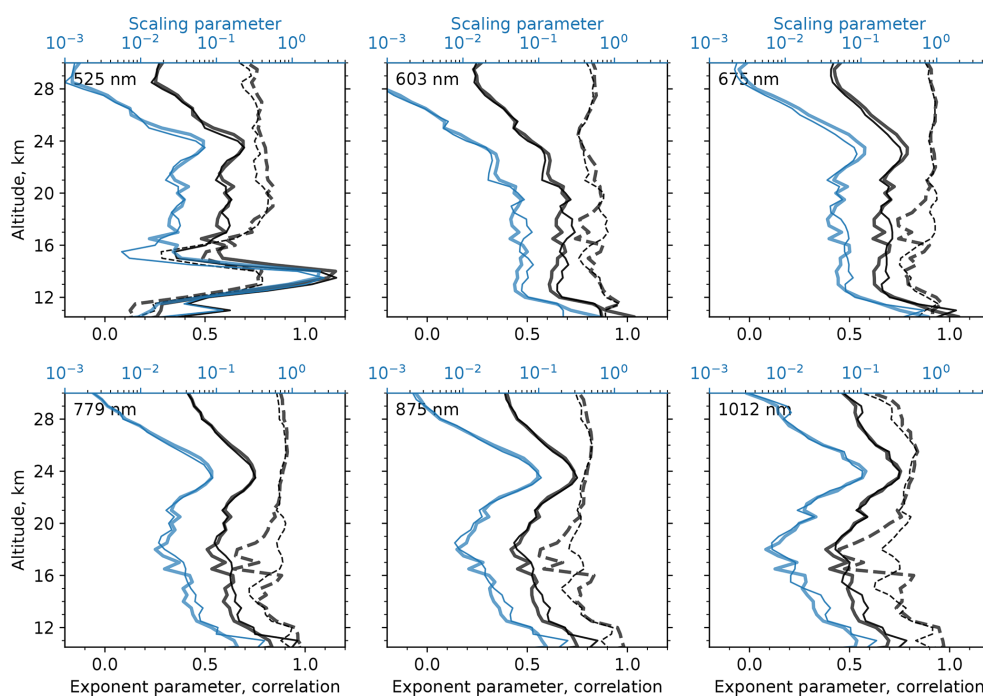 Scaling parameter Scaling parameter Scaling parameter
10⁻³ 10⁻² 10⁻¹ 10⁰ 10⁻³ 10⁻² 10⁻¹ 10⁰ 10⁻³ 10⁻² 10⁻¹ 10⁰
525 nm 603 nm 675 nm
28
24
20
16
12
Altitude, km
0.0 0.5 1.0 0.0 0.5 1.0 0.0 0.5 1.0
10⁻³ 10⁻² 10⁻¹ 10⁰ 10⁻³ 10⁻² 10⁻¹ 10⁰ 10⁻³ 10⁻² 10⁻¹ 10⁰
779 nm 875 nm 1012 nm
28
24
20
16
12
Altitude, km
0.0 0.5 1.0 0.0 0.5 1.0 0.0 0.5 1.0
Exponent parameter, correlation Exponent parameter, correlation Exponent parameter, correlation